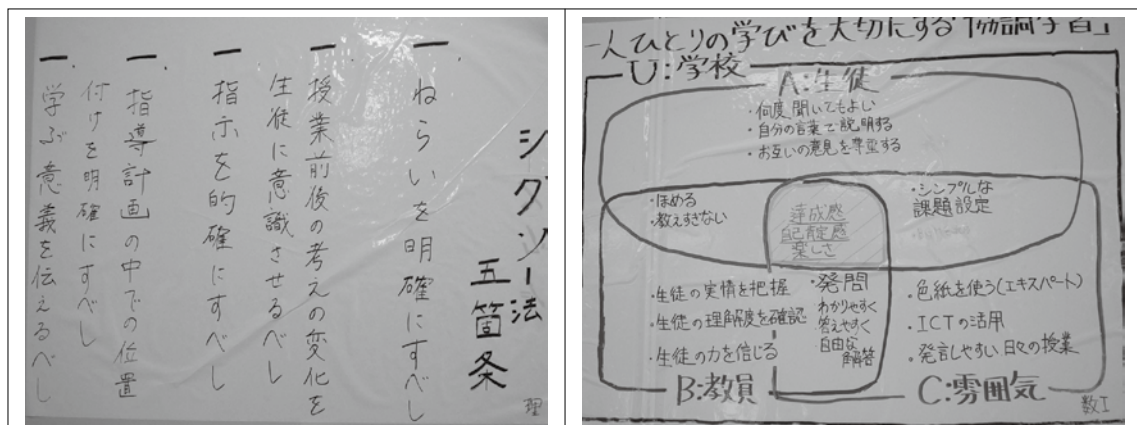 ジグソー法
五箇条
一、ねらいを明確にすべし
一、授業前後の考えの変化を
生徒に意識させるべし
一、指示を的確にすべし
一、指導計画の中での位置
付けを明確にすべし
一、学ぶ意義を伝えるべし
理
一人ひとりの学びを大切にする「協調学習」
U:学校
A:生徒
・何度聞いてもよい
・自分の言葉で説明する
・お互いの意見を尊重する
・ほめる
・教えすぎない
達成感
自己肯定感
楽しさ
・シンプルな
課題設定
・生徒の実情を把握
・生徒の理解度を確認
・生徒の力を信じる
・発問
わかりやすく
答えやすく
自由な
解答
・色紙を使う(エキスパート)
・ICTの活用
・発言しやすい日々の授業
B:教員
C:雰囲気
数I